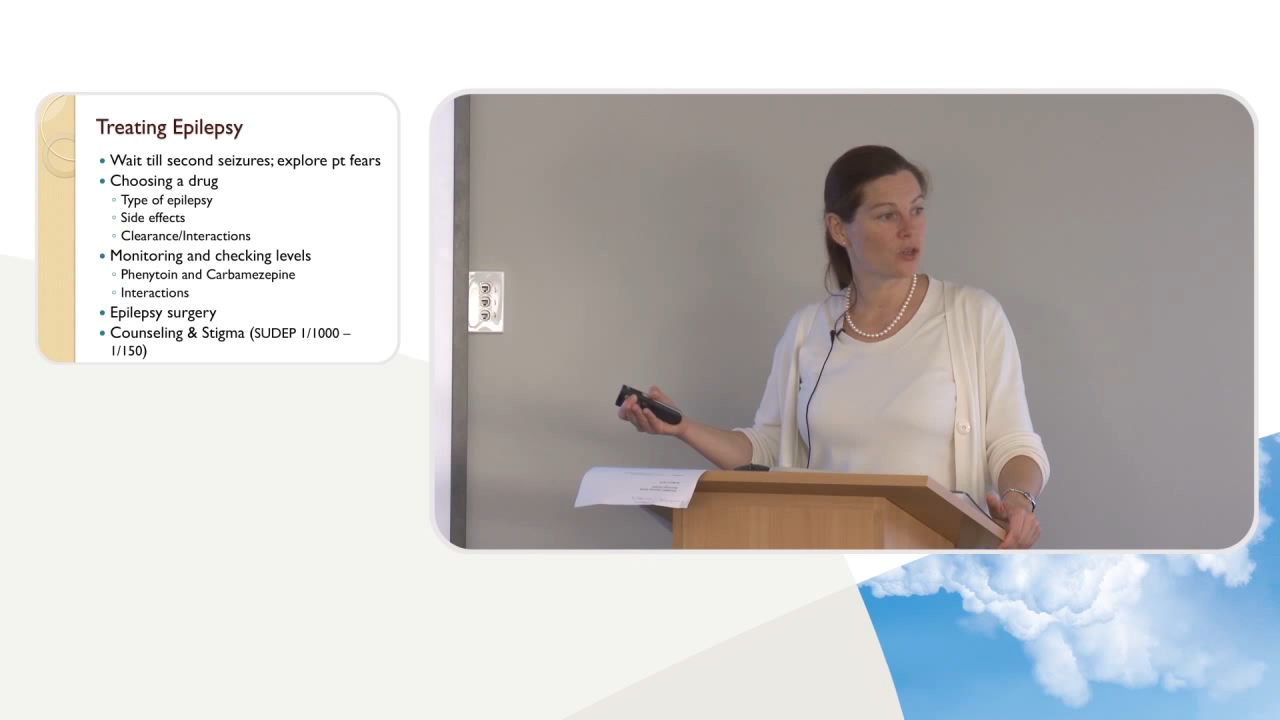 Treating Epilepsy
• Wait till second seizures; explore pt fears
• Choosing a drug
◦ Type of epilepsy
◦ Side effects
◦ Clearance/Interactions
• Monitoring and checking levels
◦ Phenytoin and Carbamezepine
◦ Interactions
• Epilepsy surgery
• Counseling & Stigma (SUDEP 1/1000 –
1/150)